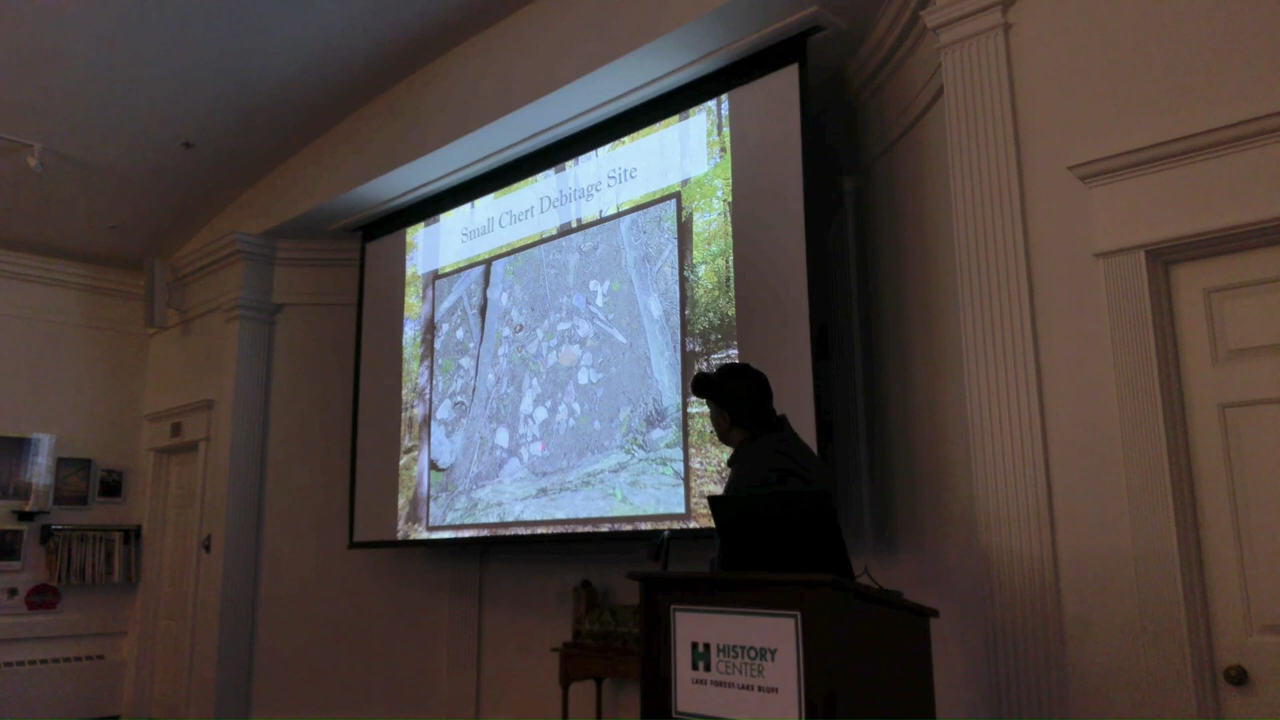 Small Chert Debitage Site
HISTORY
CENTER
LAKE FOREST-LAKE BLUFF